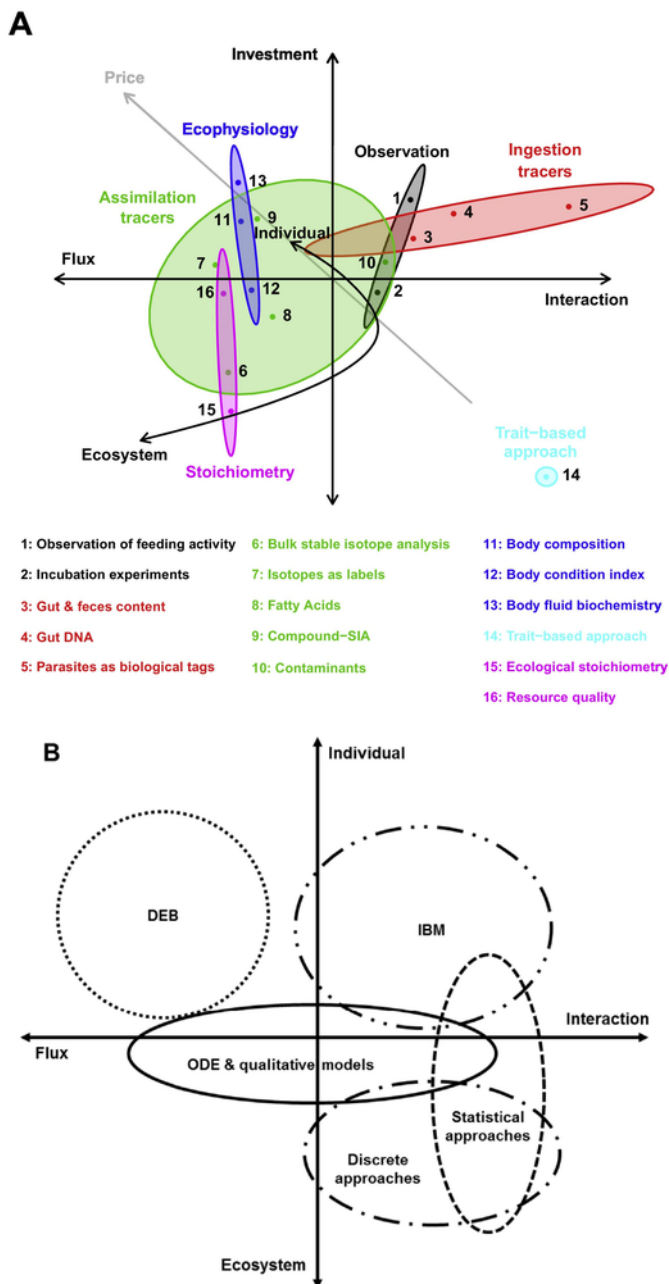 A
Investment
Price
Ecophysiology
Observation
Ingestion
tracers
13
1
4
5
Assimilation
tracers
11
9
Individual
3
Flux
7
10
16
12
2
Interaction
8
6
15
Ecosystem
Stoichiometry
Trait−based
approach
14
1: Observation of feeding activity
2: Incubation experiments
3: Gut & feces content
4: Gut DNA
5: Parasites as biological tags
6: Bulk stable isotope analysis
7: Isotopes as labels
8: Fatty Acids
9: Compound−SIA
10: Contaminants
11: Body composition
12: Body condition index
13: Body fluid biochemistry
14: Trait−based approach
15: Ecological stoichiometry
16: Resource quality
B
Individual
DEB
IBM
Interaction
Flux
ODE & qualitative models
Statistical
approaches
Discrete
approaches
Ecosystem